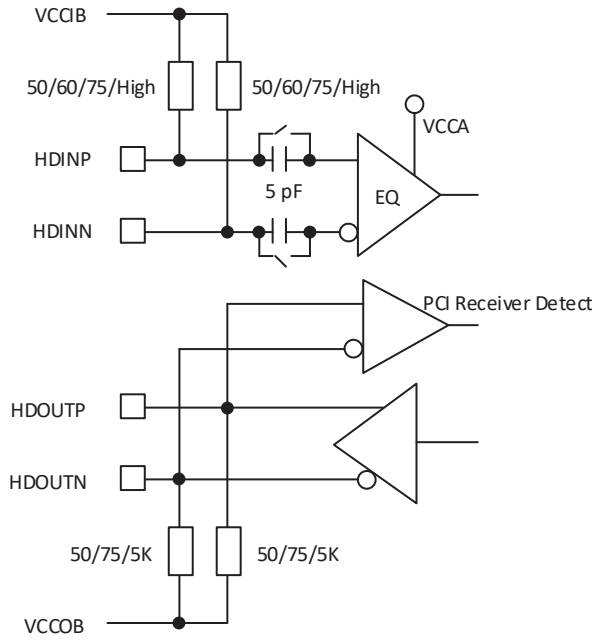 VCCIB
50/60/75/High
50/60/75/High
VCCA
HDINP
5 pF
EQ
HDINN
PCI Receiver Detect
HDOUTP
HDOUTN
50/75/5K
50/75/5K
VCCOB